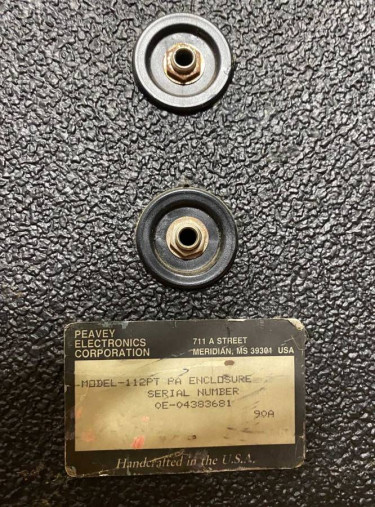 PEAVEY
ELECTRONICS
CORPORATION
711 A STREET
MERIDIAN, MS 39301 USA
MODEL-112PT PA ENCLOSURE
SERIAL NUMBER
0E-04383681
90A
Handcrafted in the U.S.A.